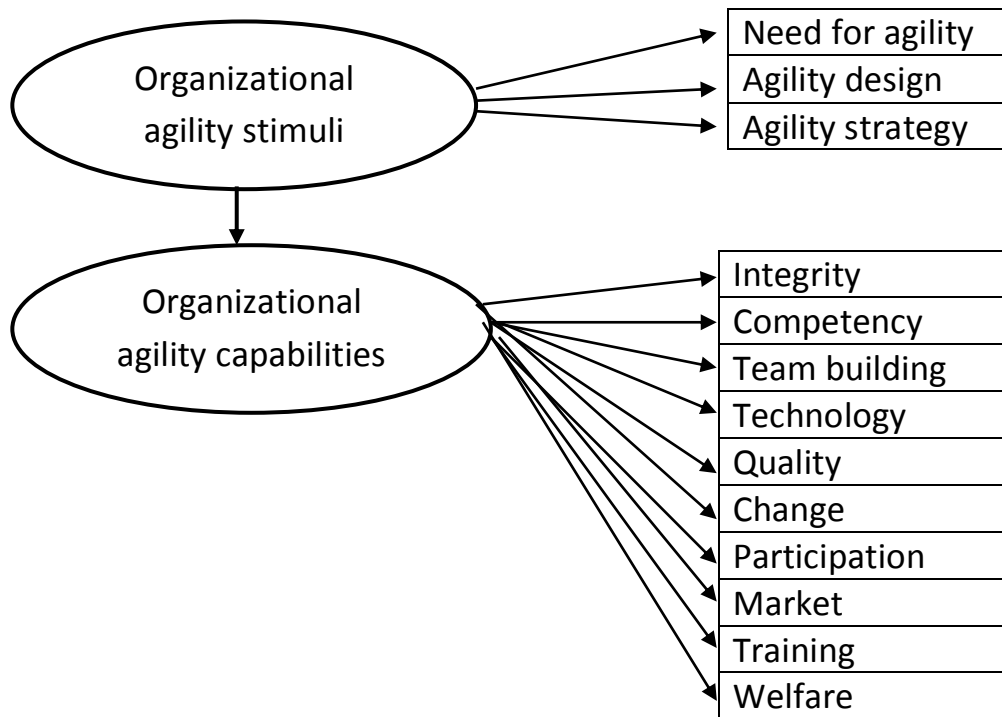 Organizational
agility stimuli
Need for agility
Agility design
Agility strategy
Organizational
agility capabilities
Integrity
Competency
Team building
Technology
Quality
Change
Participation
Market
Training
Welfare